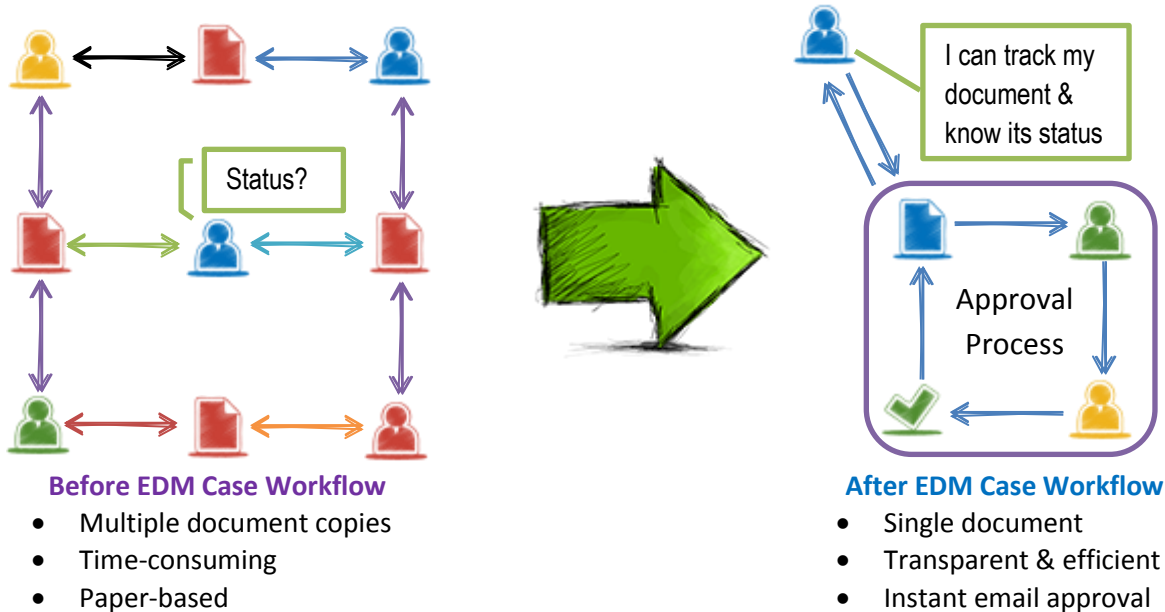 Status?
Before EDM Case Workflow
• Multiple document copies
• Time-consuming
• Paper-based
I can track my
document &
know its status
Approval
Process
After EDM Case Workflow
• Single document
• Transparent & efficient
• Instant email approval